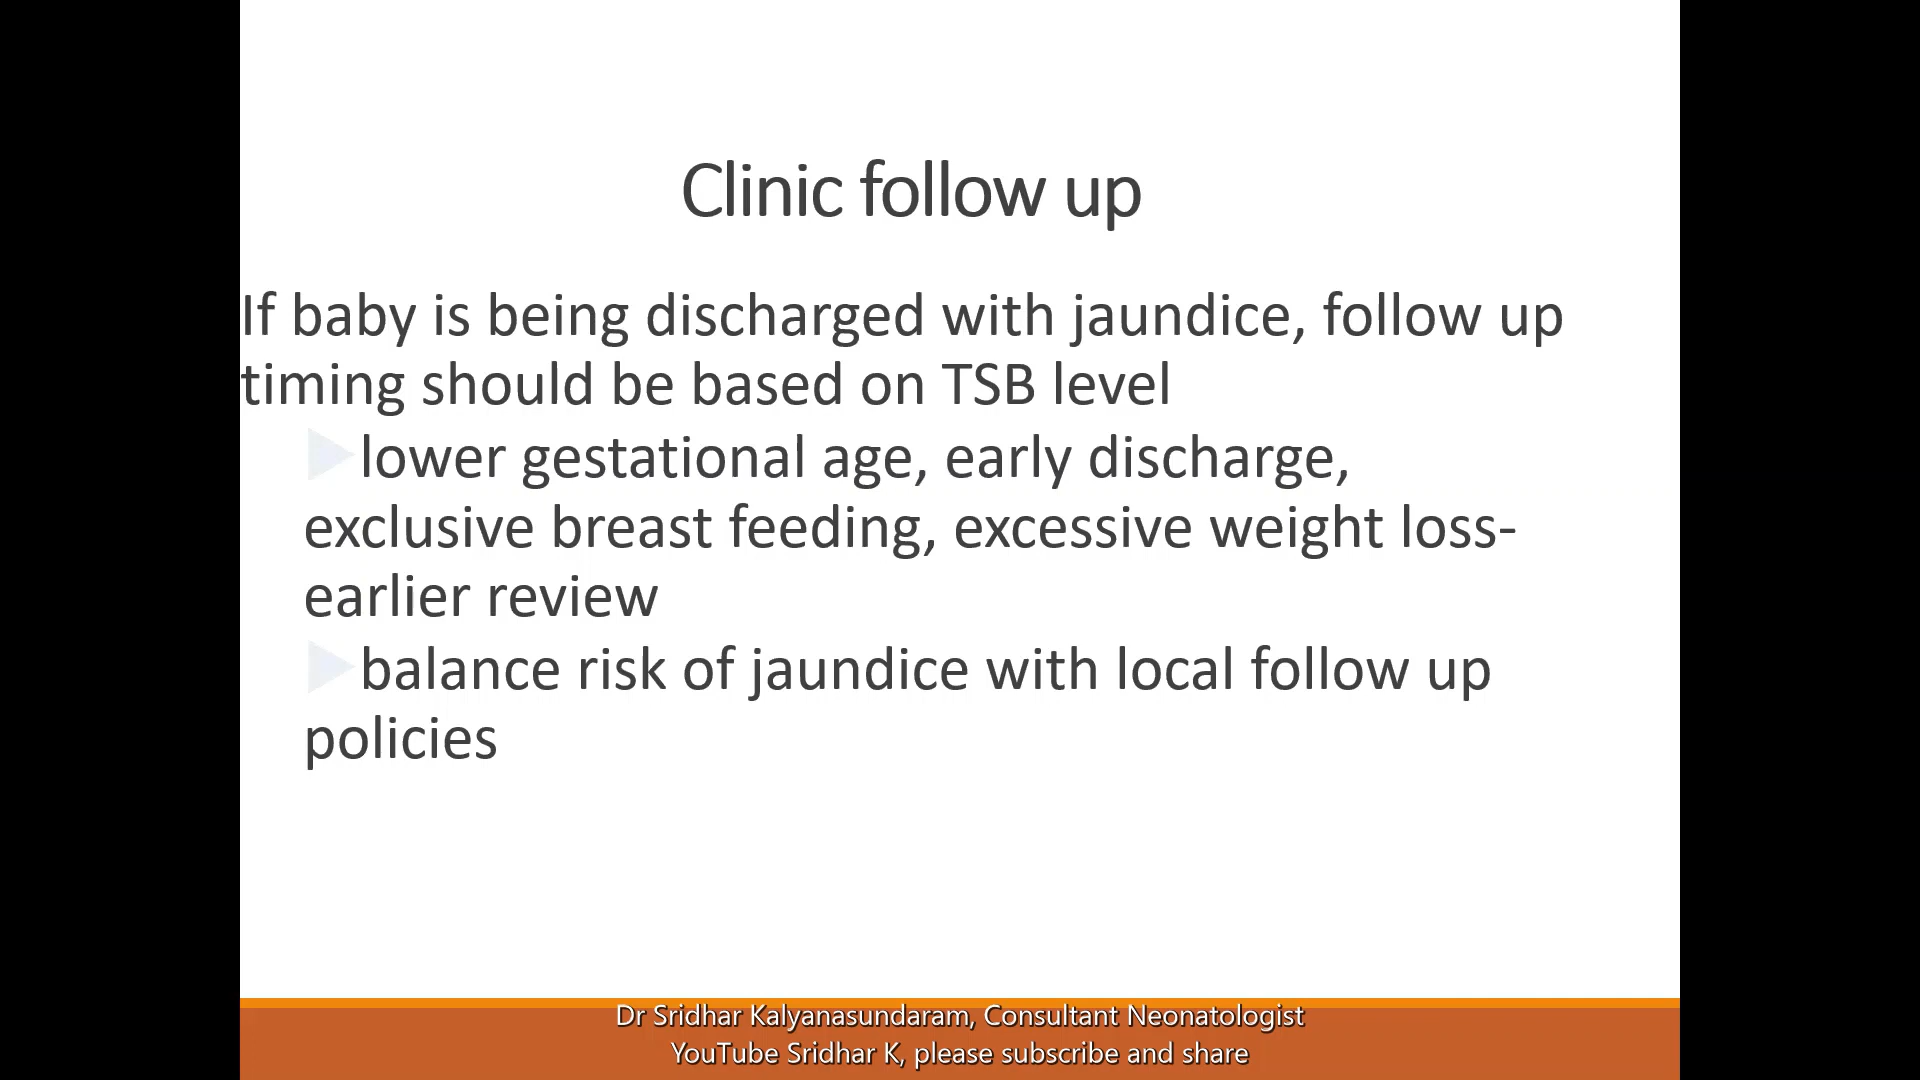 Clinic follow up
If baby is being discharged with jaundice, follow up
timing should be based on TSB level
lower gestational age, early discharge,
exclusive breast feeding, excessive weight loss-
earlier review
balance risk of jaundice with local follow up
policies
Dr Sridhar Kalyanasundaram, Consultant Neonatologist
YouTube Sridhar K, please subscribe and share